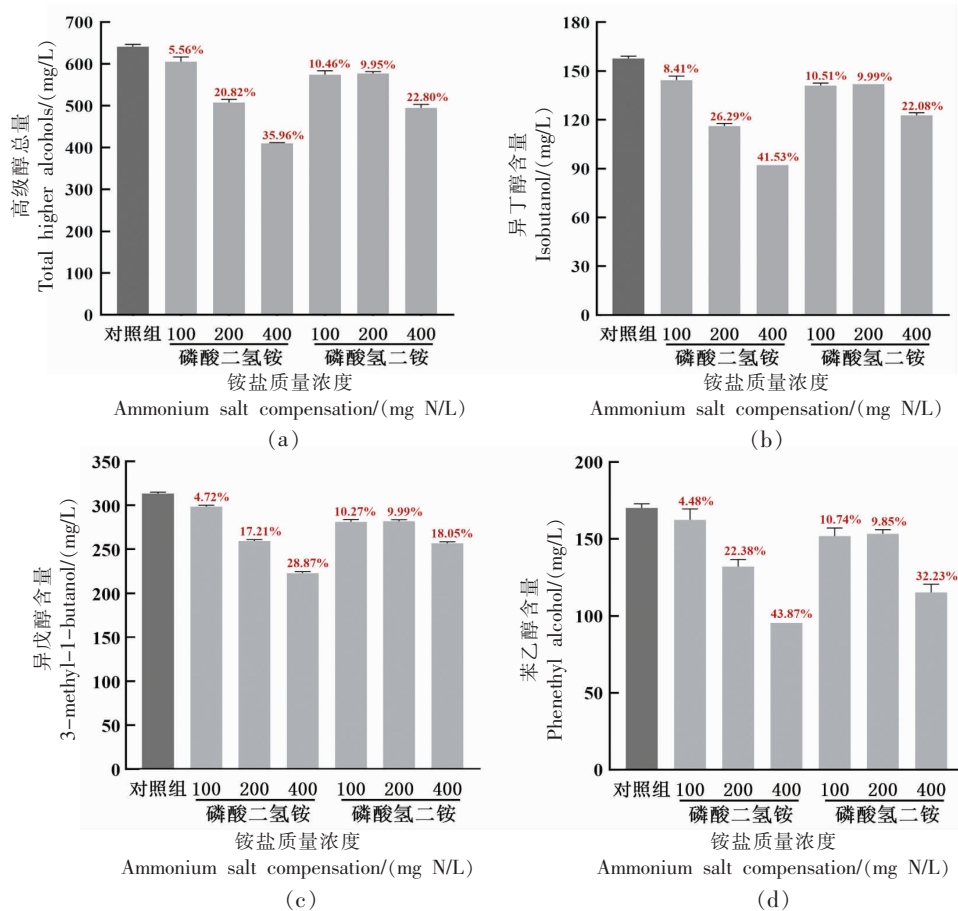 高级醇总量
Total higher alcohols/(mg/L)
700
600
500
400
300
200
100
0
5.56%
20.82%
35.96%
10.46%
9.95%
22.80%
对照组 100 200 400 100 200 400
磷酸二氢铵 磷酸氢二铵
铵盐质量浓度
Ammonium salt compensation/(mg N/L)
(a)
异丁醇含量
Isobutanol/(mg/L)
180
150
120
90
60
30
0
8.41%
26.29%
41.53%
10.51%
9.99%
22.08%
对照组 100 200 400 100 200 400
磷酸二氢铵 磷酸氢二铵
铵盐质量浓度
Ammonium salt compensation/(mg N/L)
(b)
异戊醇含量
3-methyl-1-butanol/(mg/L)
350
300
250
200
150
100
50
0
4.72%
17.21%
28.87%
10.27%
9.99%
18.05%
对照组 100 200 400 100 200 400
磷酸二氢铵 磷酸氢二铵
铵盐质量浓度
Ammonium salt compensation/(mg N/L)
(c)
苯乙醇含量
Phenethyl alcohol/(mg/L)
200
150
100
50
0
4.48%
22.38%
43.87%
10.74%
9.85%
32.23%
对照组 100 200 400 100 200 400
磷酸二氢铵 磷酸氢二铵
铵盐质量浓度
Ammonium salt compensation/(mg N/L)
(d)